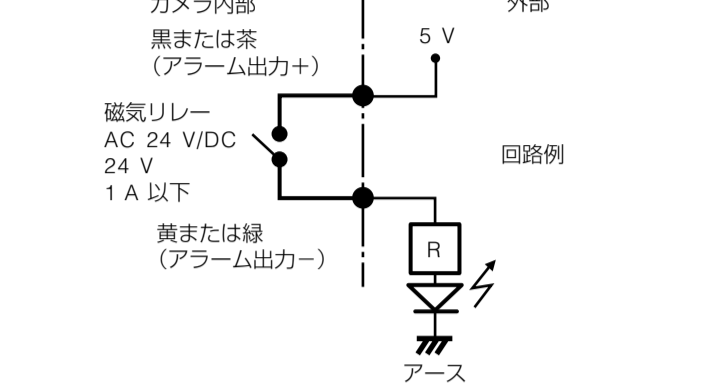 カメラ内部
外部
黒または茶
（アラーム出力＋）
5 V
磁気リレー
AC 24 V/DC
24 V
1 A 以下
回路例
黄または緑
（アラーム出力－）
R
アース